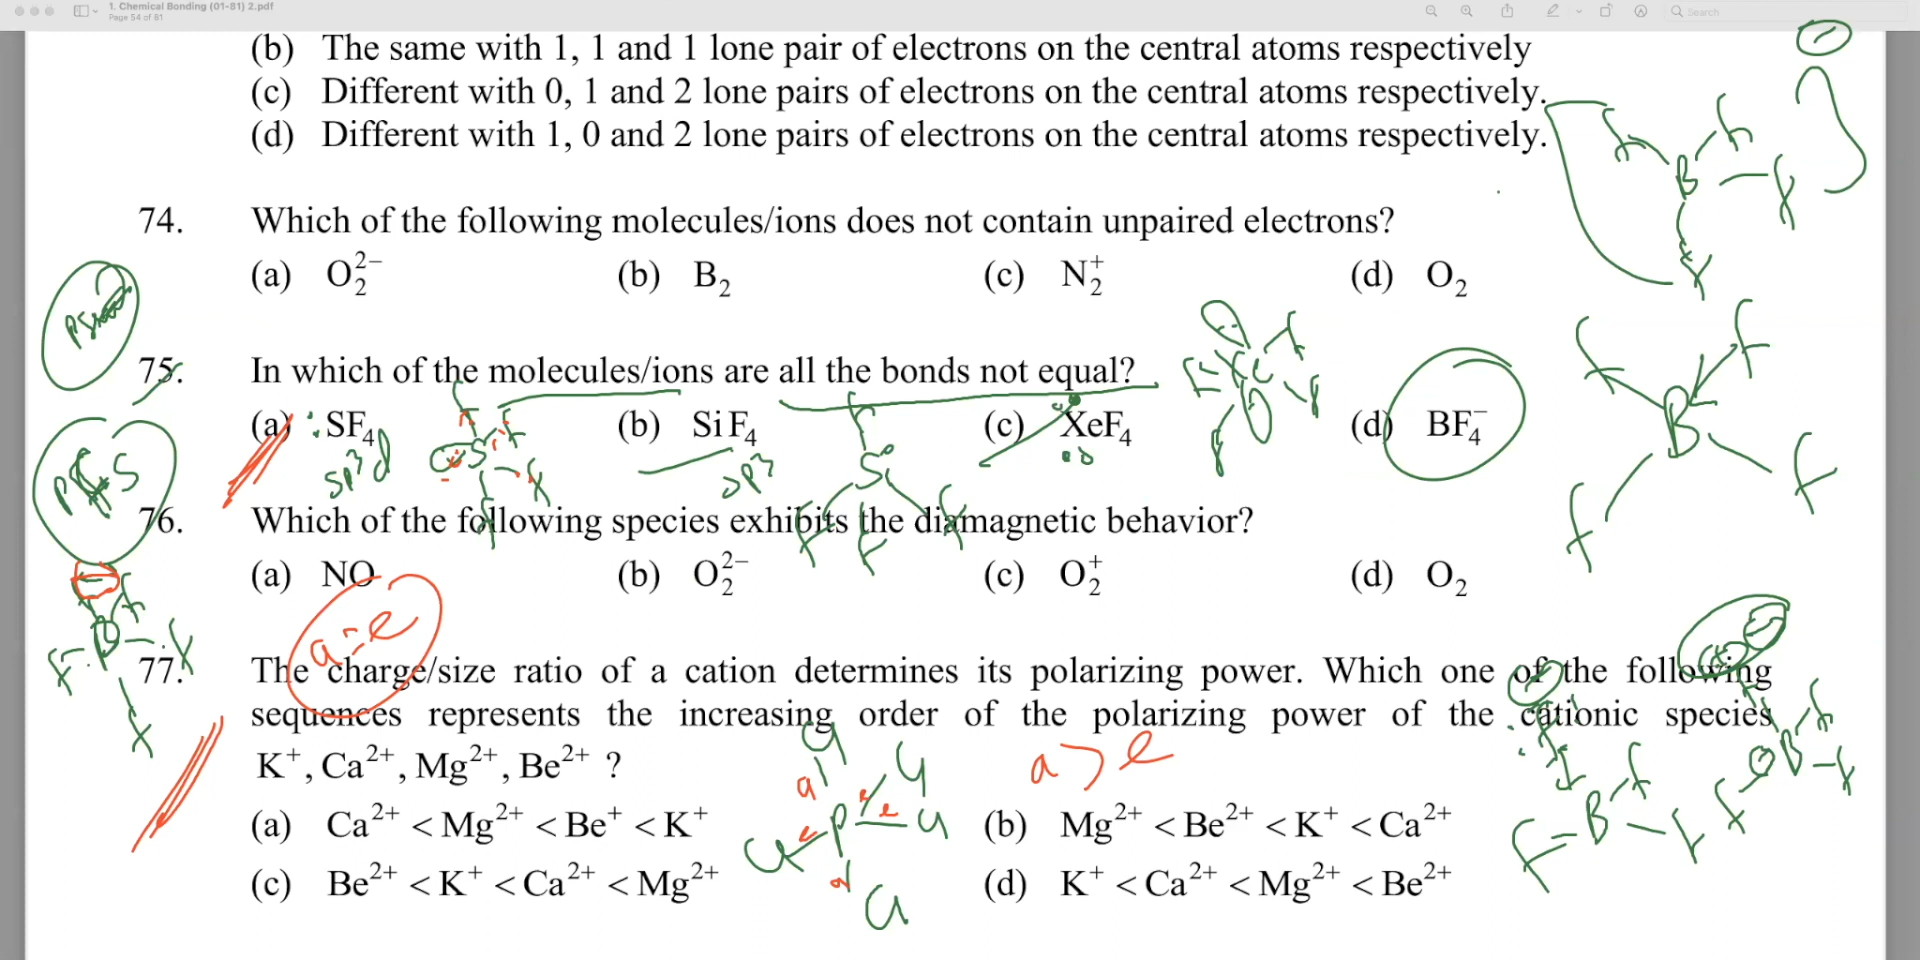 1. Chemical Bonding (01-81) 2.pdf
Page 54 of 81
Search
(b) The same with 1, 1 and 1 lone pair of electrons on the central atoms respectively
(c) Different with 0, 1 and 2 lone pairs of electrons on the central atoms respectively.
(d) Different with 1, 0 and 2 lone pairs of electrons on the central atoms respectively.
74. Which of the following molecules/ions does not contain unpaired electrons?
(a) O₂²⁻ (b) B₂ (c) N₂⁺ (d) O₂
75. In which of the molecules/ions are all the bonds not equal?
(a) :SF₄ (b) SiF₄ (c) XeF₄ (d) BF₄⁻
sp³d sp³
76. Which of the following species exhibits the diamagnetic behavior?
(a) NO (b) O₂²⁻ (c) O₂⁺ (d) O₂
a = e
77. The charge/size ratio of a cation determines its polarizing power. Which one of the following
sequences represents the increasing order of the polarizing power of the cationic species
K⁺, Ca²⁺, Mg²⁺, Be²⁺ ?
a > e
(a) Ca²⁺ < Mg²⁺ < Be⁺ < K⁺ (b) Mg²⁺ < Be²⁺ < K⁺ < Ca²⁺
(c) Be²⁺ < K⁺ < Ca²⁺ < Mg²⁺ (d) K⁺ < Ca²⁺ < Mg²⁺ < Be²⁺